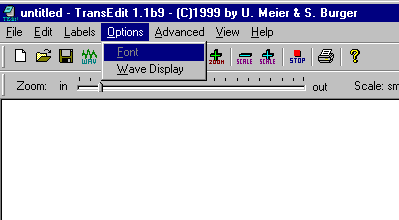 untitled - TransEdit 1.1b9 - (C)1999 by U. Meier & S. Burger
File Edit Labels Options Advanced View Help
Font
Wave Display
WAV ZOOM SCALE SCALE STOP
Zoom: in out Scale: sm